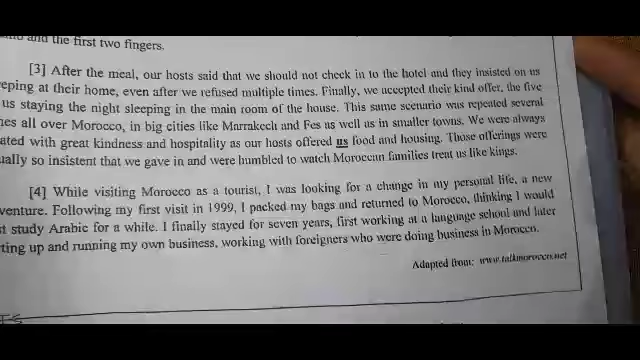 and the first two fingers.
[3] After the meal, our hosts said that we should not check in to the hotel and they insisted on us
eping at their home, even after we refused multiple times. Finally, we accepted their kind offer, the five
us staying the night sleeping in the main room of the house. This same scenario was repeated several
nes all over Morocco, in big cities like Marrakech and Fes as well as in smaller towns. We were always
ated with great kindness and hospitality as our hosts offered us food and housing. Those offerings were
ually so insistent that we gave in and were humbled to watch Moroccan families treat us like kings.
[4] While visiting Morocco as a tourist, I was looking for a change in my personal life, a new
venture. Following my first visit in 1999, I packed my bags and returned to Morocco, thinking I would
st study Arabic for a while. I finally stayed for seven years, first working at a language school and later
ting up and running my own business, working with foreigners who were doing business in Morocco.
Adapted from: www.talkmorocco.net